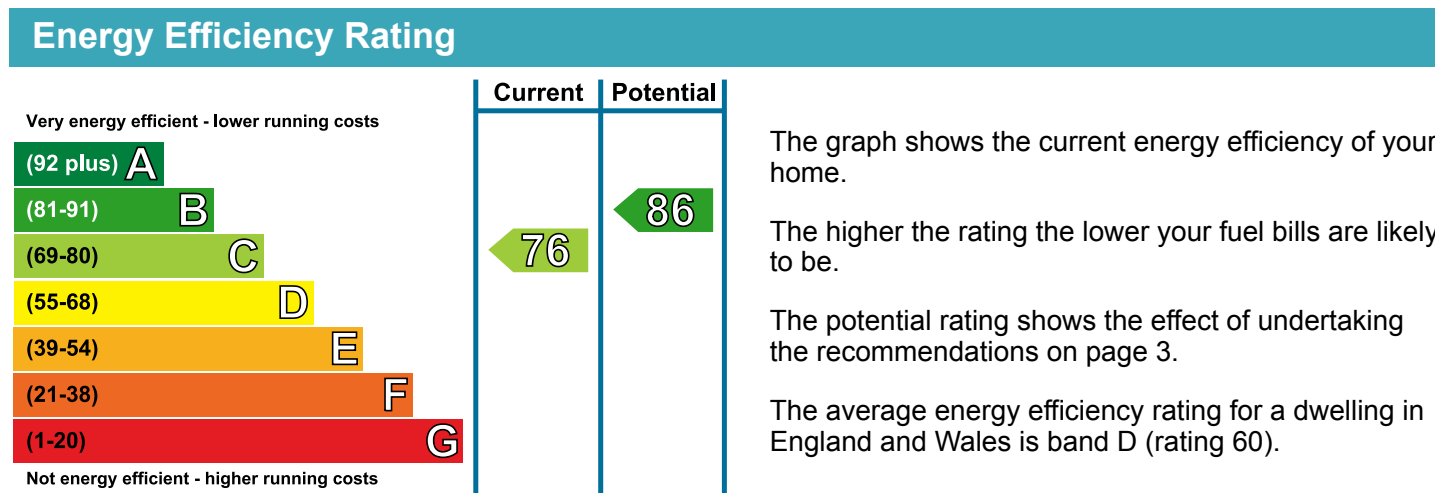 Energy Efficiency Rating
Current Potential
Very energy efficient - lower running costs
(92 plus) A
(81-91) B
86
(69-80) C
76
(55-68) D
(39-54) E
(21-38) F
(1-20) G
Not energy efficient - higher running costs
The graph shows the current energy efficiency of your
home.
The higher the rating the lower your fuel bills are likely
to be.
The potential rating shows the effect of undertaking
the recommendations on page 3.
The average energy efficiency rating for a dwelling in
England and Wales is band D (rating 60).